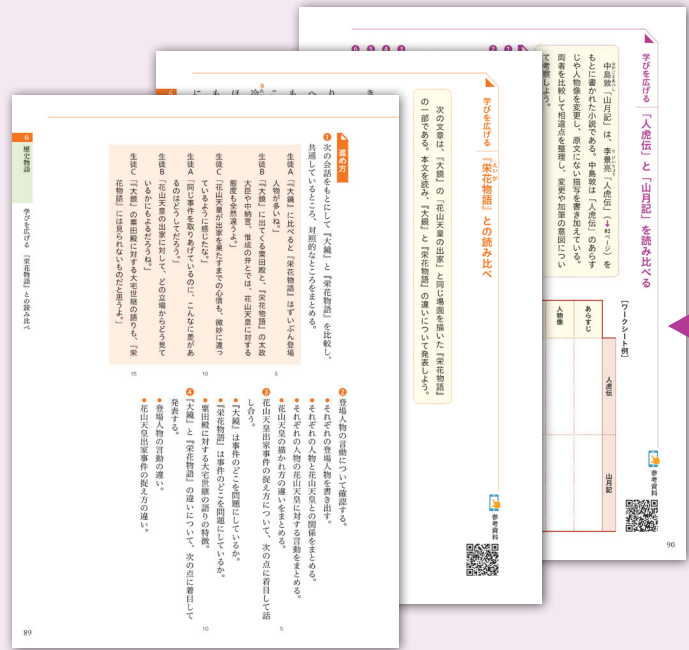 学びを広げる 「人虎伝」と「山月記」を読み比べる
中島敦「山月記」は、李景亮「人虎伝」(→82ページ)を
もとに書かれた小説である。中島敦は「人虎伝」のあらす
じや人物像を変更し、原文にない描写を書き加えている。
両者を比較して相違点を整理し、変更や加筆の意図につい
て考察しよう。
[ワークシート例]
人虎伝
山月記
あらすじ
人物像
参考資料
90
学びを広げる 『栄花物語』との読み比べ
えいが
次の文章は、『大鏡』の「花山天皇の出家」と同じ場面を描いた『栄花物語』
の一部である。本文を読み、『大鏡』と『栄花物語』の違いについて発表しよう。
参考資料
進め方
❶次の会話をもとにして『大鏡』と『栄花物語』を比較し、
共通しているところ、対照的なところをまとめる。
生徒A「『大鏡』に比べると『栄花物語』はずいぶん登場
人物が多いね。」
生徒B「『大鏡』に出てくる粟田殿と、『栄花物語』の太政
大臣や中納言、惟成の弁とでは、花山天皇に対する
態度も全然違うよ。」
生徒C「花山天皇が出家を果たすまでの心情も、微妙に違っ
ているように感じたな。」
生徒A「同じ事件を取りあげているのに、こんなに差があ
るのはどうしてだろう。」
生徒B「花山天皇の出家に対して、どの立場からどう見て
いるかにもよるだろうね。」
生徒C「『大鏡』の粟田殿に対する大宅世継の語りも、『栄
花物語』には見られないものだと思うよ。」
5
10
15
❷登場人物の言動について確認する。
●それぞれの登場人物を書き出す。
●それぞれの人物と花山天皇との関係をまとめる。
●それぞれの人物の花山天皇に対する言動をまとめる。
●花山天皇の描かれ方の違いをまとめる。
❸花山天皇出家事件の捉え方について、次の点に着目して話
し合う。
●『大鏡』は事件のどこを問題にしているか。
●『栄花物語』は事件のどこを問題にしているか。
●粟田殿に対する大宅世継の語りの特徴。
❹『大鏡』と『栄花物語』の違いについて、次の点に着目して
発表する。
●登場人物の言動の違い。
●花山天皇出家事件の捉え方の違い。
5
10
6 歴史物語 学びを広げる 『栄花物語』との読み比べ
89